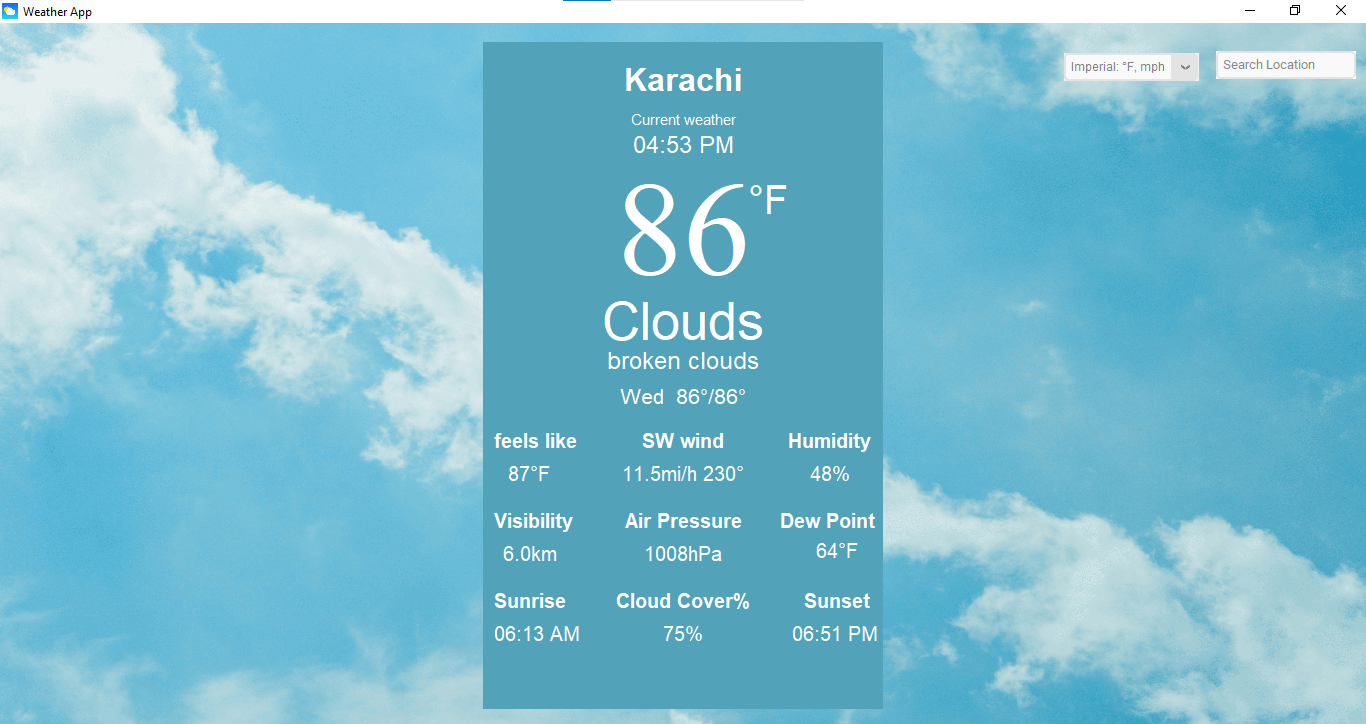 Weather App
Imperial: °F, mph
Search Location
Karachi
Current weather
04:53 PM
86°F
Clouds
broken clouds
Wed 86°/86°
feels like SW wind Humidity
87°F 11.5mi/h 230° 48%
Visibility Air Pressure Dew Point
6.0km 1008hPa 64°F
Sunrise Cloud Cover% Sunset
06:13 AM 75% 06:51 PM